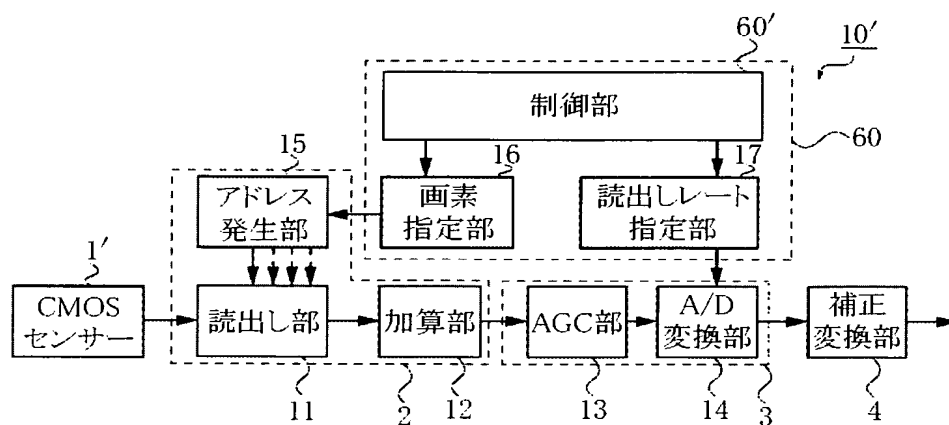 60′
10′
制御部
60
15
16
17
アドレス
発生部
画素
指定部
読出しレート
指定部
1′
CMOS
センサー
読出し部
加算部
AGC部
A/D
変換部
補正
変換部
11
2
12
13
14
3
4